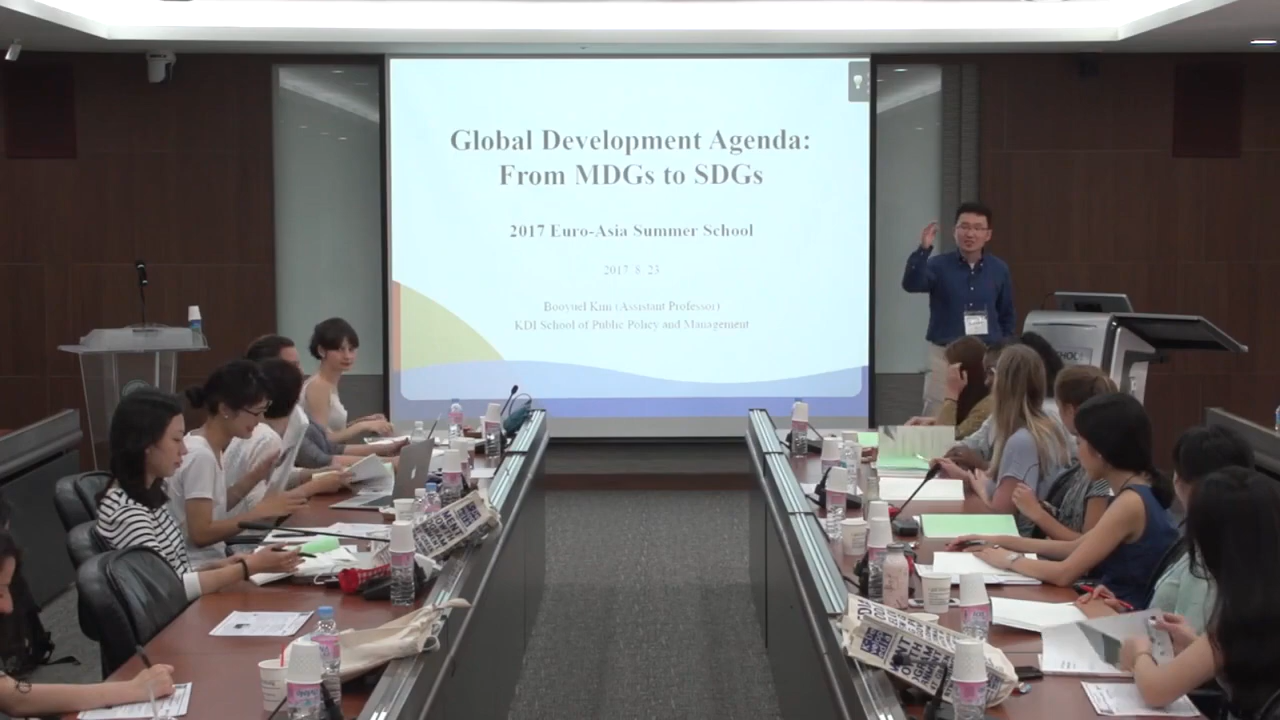 Global Development Agenda:
From MDGs to SDGs
2017 Euro-Asia Summer School
2017. 8. 23
Booyuel Kim (Assistant Professor)
KDI School of Public Policy and Management